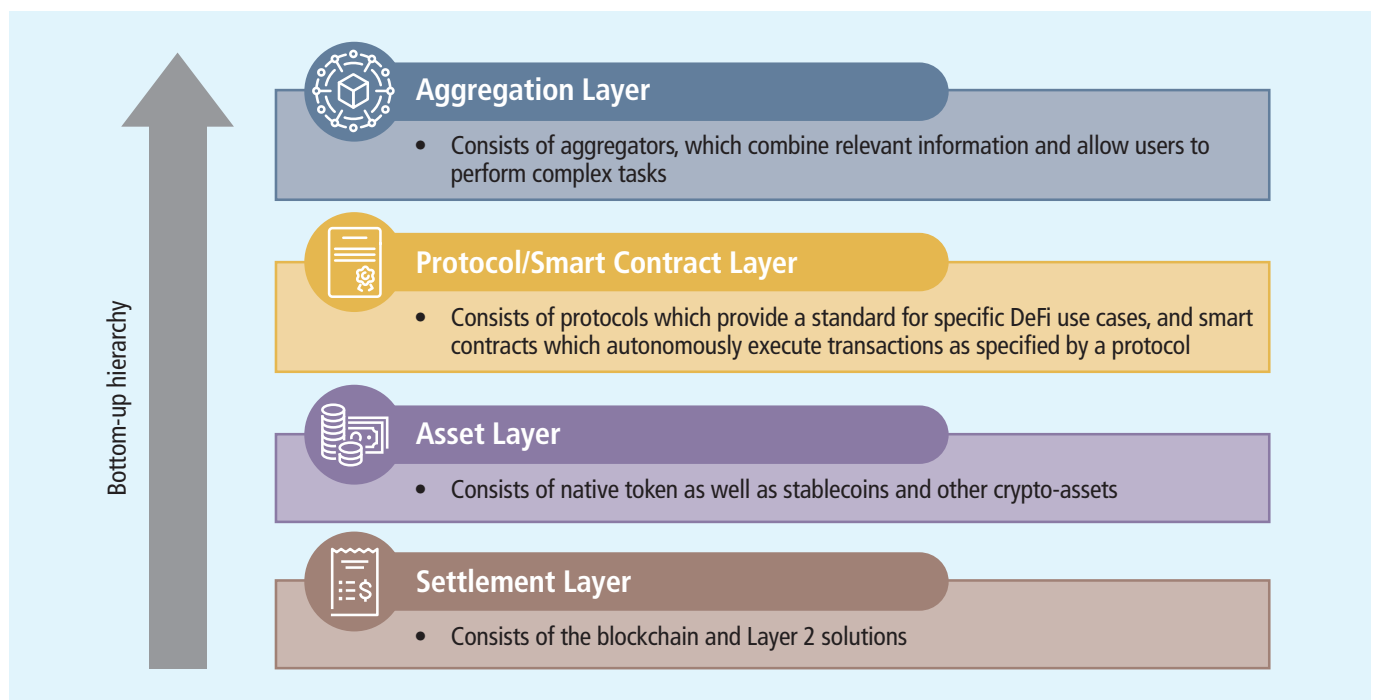 Aggregation Layer
• Consists of aggregators, which combine relevant information and allow users to
perform complex tasks
Protocol/Smart Contract Layer
• Consists of protocols which provide a standard for specific DeFi use cases, and smart
contracts which autonomously execute transactions as specified by a protocol
Bottom-up hierarchy
Asset Layer
• Consists of native token as well as stablecoins and other crypto-assets
Settlement Layer
• Consists of the blockchain and Layer 2 solutions